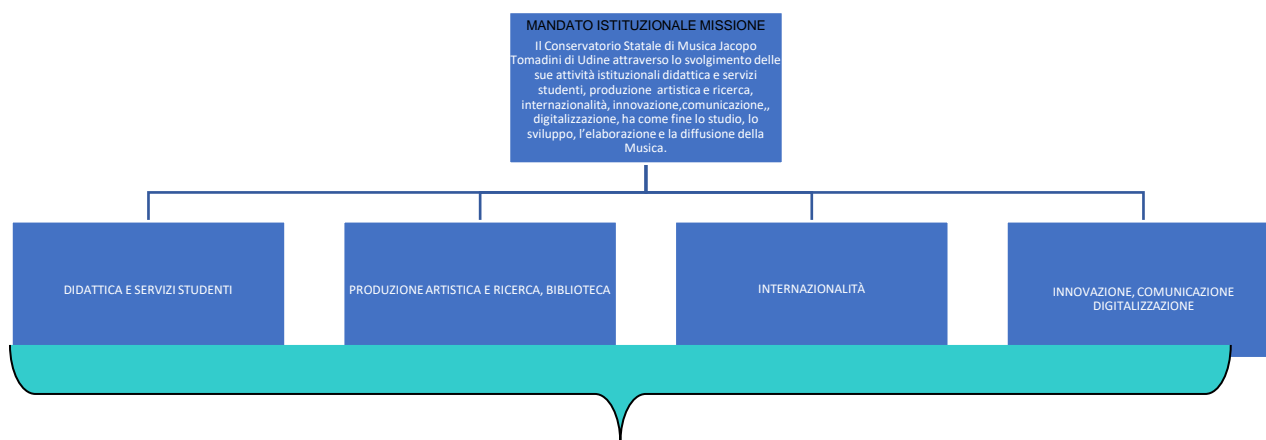 MANDATO ISTITUZIONALE MISSIONE
Il Conservatorio Statale di Musica Jacopo
Tomadini di Udine attraverso lo svolgimento delle
sue attività istituzionali didattica e servizi
studenti, produzione artistica e ricerca,
internazionalità, innovazione,comunicazione,,
digitalizzazione, ha come fine lo studio, lo
sviluppo, l’elaborazione e la diffusione della
Musica.
DIDATTICA E SERVIZI STUDENTI
PRODUZIONE ARTISTICA E RICERCA, BIBLIOTECA
INTERNAZIONALITÀ
INNOVAZIONE, COMUNICAZIONE
DIGITALIZZAZIONE